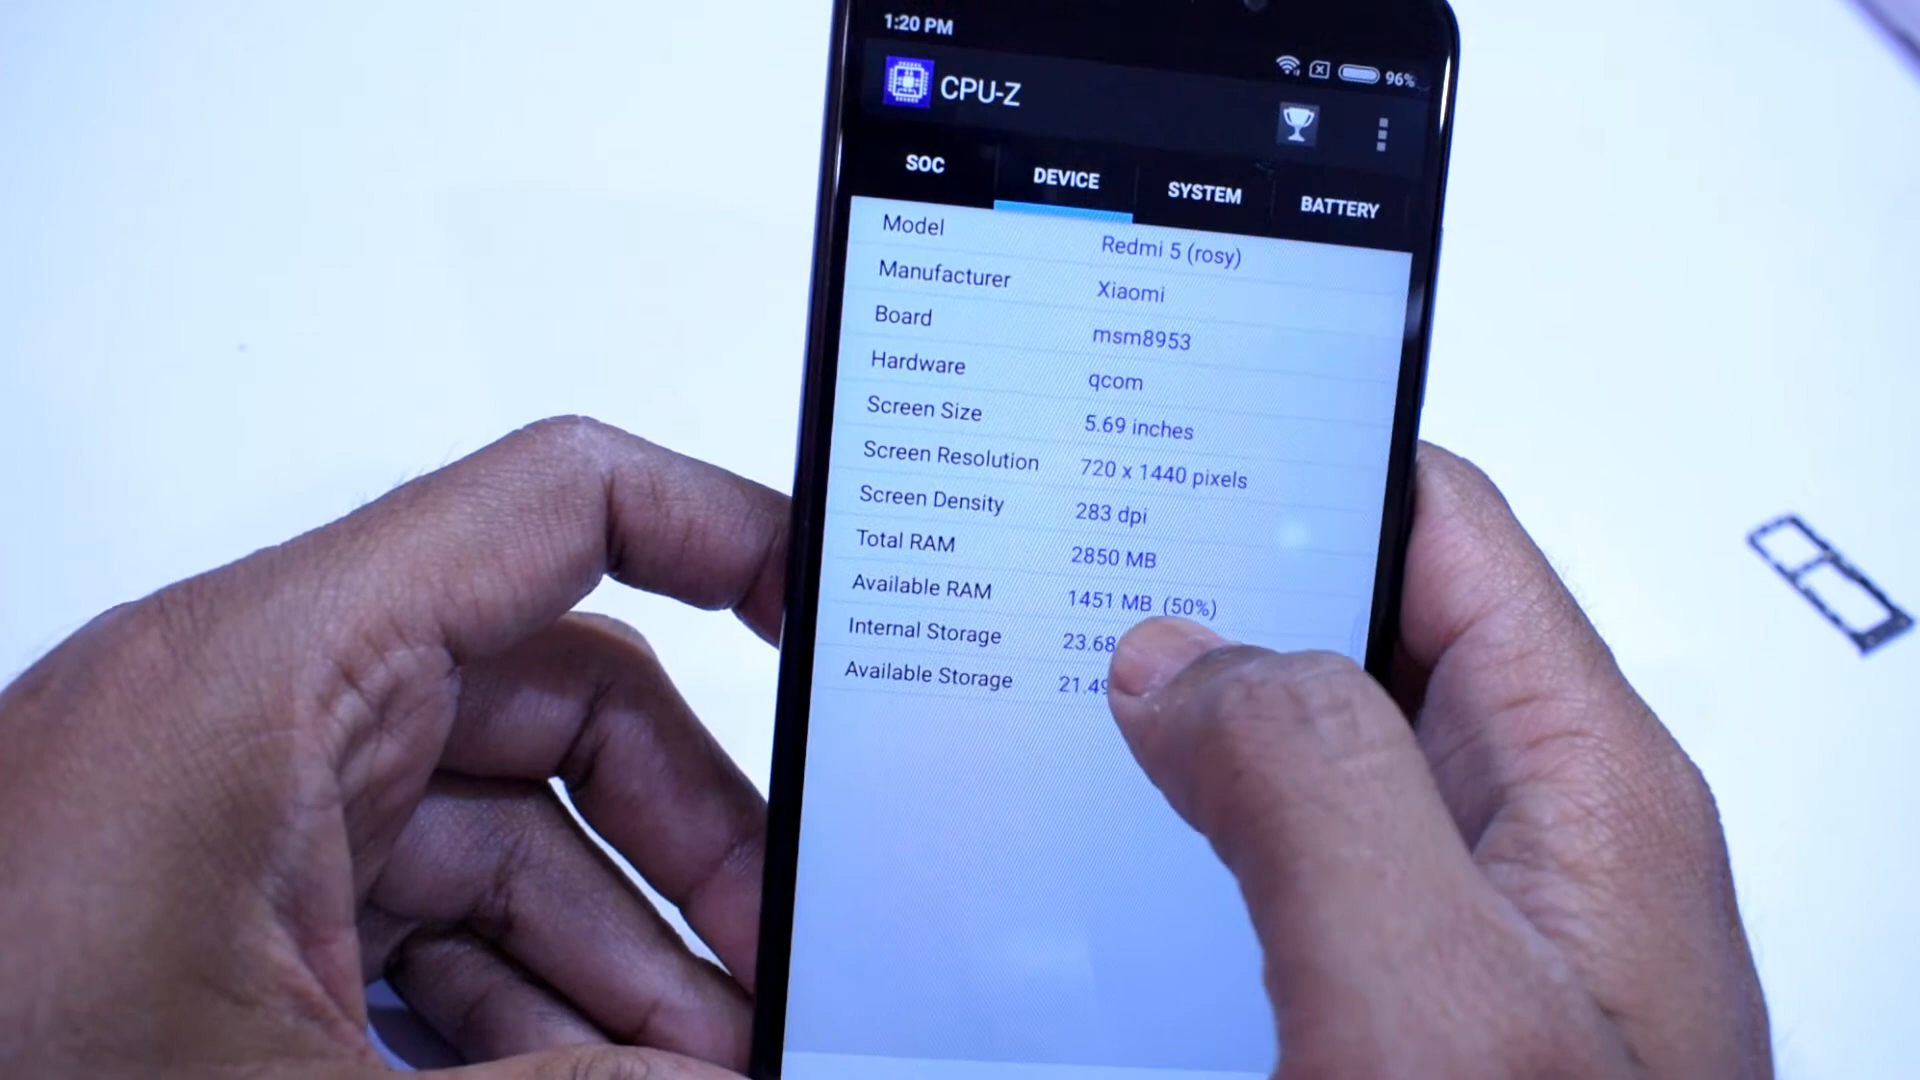 1:20 PM
96%
CPU-Z
SOC DEVICE SYSTEM BATTERY
Model Redmi 5 (rosy)
Manufacturer Xiaomi
Board msm8953
Hardware qcom
Screen Size 5.69 inches
Screen Resolution 720 x 1440 pixels
Screen Density 283 dpi
Total RAM 2850 MB
Available RAM 1451 MB (50%)
Internal Storage 23.68
Available Storage 21.49